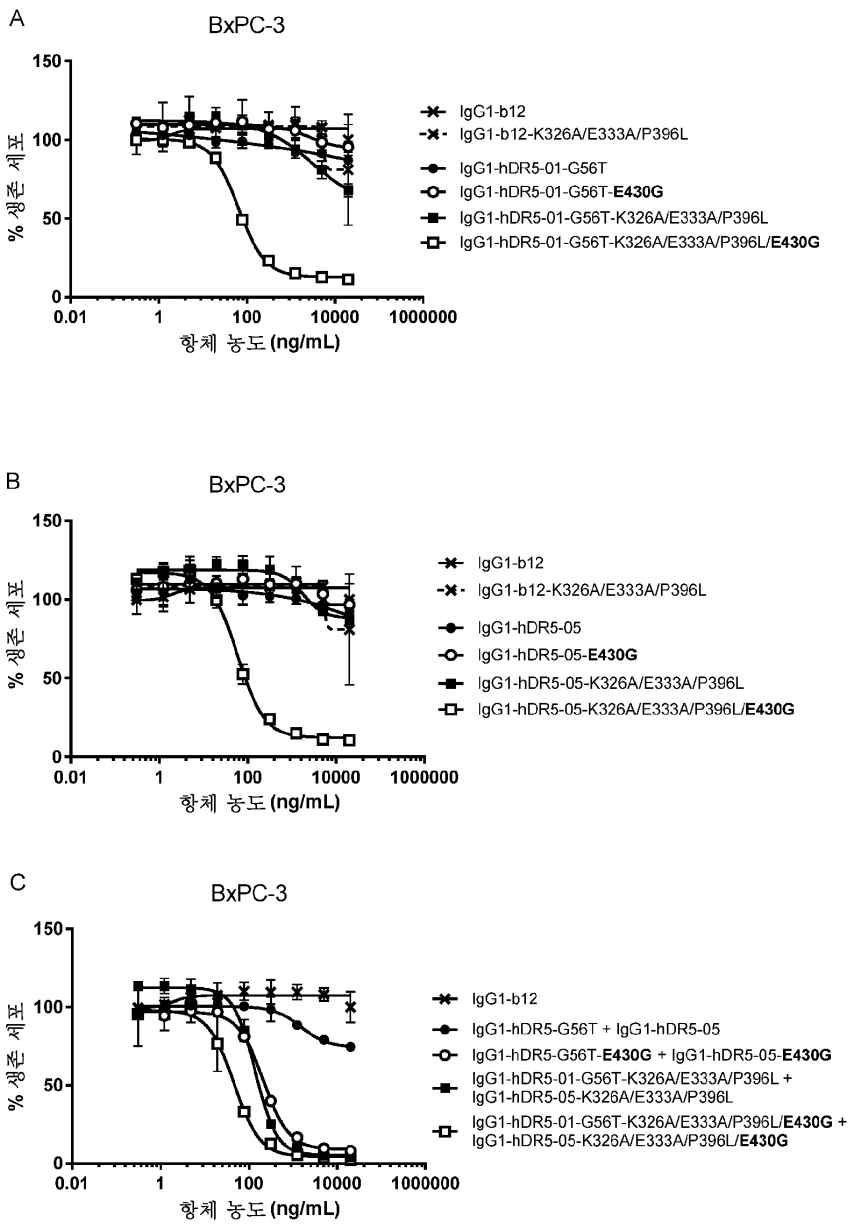 A
BxPC-3
150
100
50
0
% 생존 세포
0.01
1
100
10000
1000000
항체 농도 (ng/mL)
IgG1-b12
IgG1-b12-K326A/E333A/P396L
IgG1-hDR5-01-G56T
IgG1-hDR5-01-G56T-E430G
IgG1-hDR5-01-G56T-K326A/E333A/P396L
IgG1-hDR5-01-G56T-K326A/E333A/P396L/E430G
B
BxPC-3
150
100
50
0
% 생존 세포
0.01
1
100
10000
1000000
항체 농도 (ng/mL)
IgG1-b12
IgG1-b12-K326A/E333A/P396L
IgG1-hDR5-05
IgG1-hDR5-05-E430G
IgG1-hDR5-05-K326A/E333A/P396L
IgG1-hDR5-05-K326A/E333A/P396L/E430G
C
BxPC-3
150
100
50
0
% 생존 세포
0.01
1
100
10000
1000000
항체 농도 (ng/mL)
IgG1-b12
IgG1-hDR5-G56T + IgG1-hDR5-05
IgG1-hDR5-G56T-E430G + IgG1-hDR5-05-E430G
IgG1-hDR5-01-G56T-K326A/E333A/P396L +
IgG1-hDR5-05-K326A/E333A/P396L
IgG1-hDR5-01-G56T-K326A/E333A/P396L/E430G +
IgG1-hDR5-05-K326A/E333A/P396L/E430G